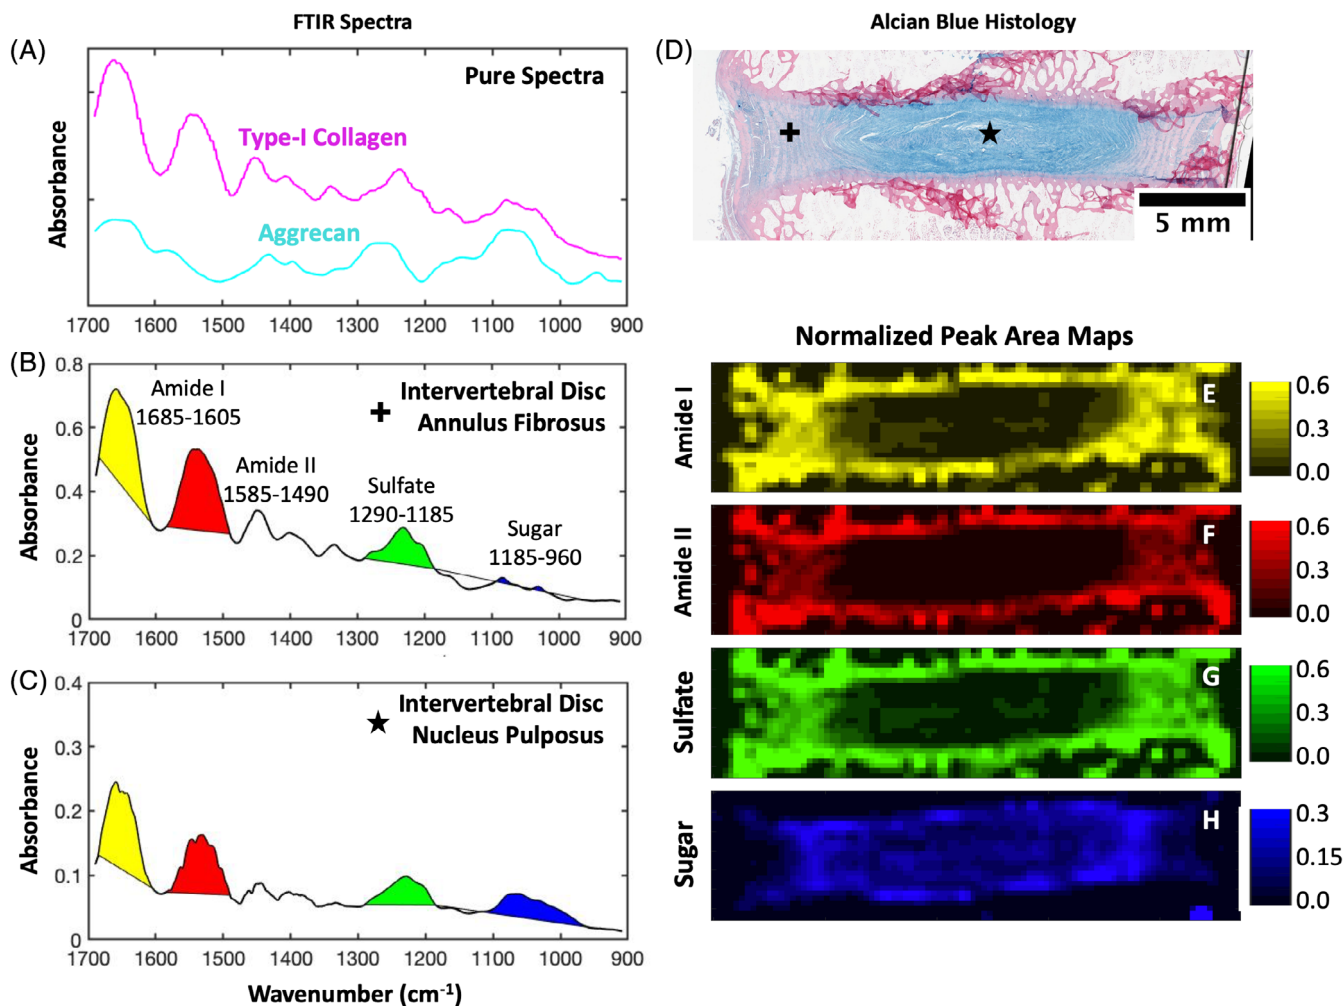 FTIR Spectra
Alcian Blue Histology
(A)
Pure Spectra
Type-I Collagen
Aggrecan
Absorbance
1700 1600 1500 1400 1300 1200 1100 1000 900
(D)
5 mm
(B)
0.8
0.6
0.4
0.2
0
Absorbance
Amide I
1685-1605
Amide II
1585-1490
Sulfate
1290-1185
Sugar
1185-960
Intervertebral Disc
Annulus Fibrosus
1700 1600 1500 1400 1300 1200 1100 1000 900
(C)
0.4
0.3
0.2
0.1
0
Absorbance
Intervertebral Disc
Nucleus Pulposus
1700 1600 1500 1400 1300 1200 1100 1000 900
Wavenumber (cm-1)
Normalized Peak Area Maps
Amide I
E
0.6
0.3
0.0
Amide II
F
0.6
0.3
0.0
Sulfate
G
0.6
0.3
0.0
Sugar
H
0.3
0.15
0.0